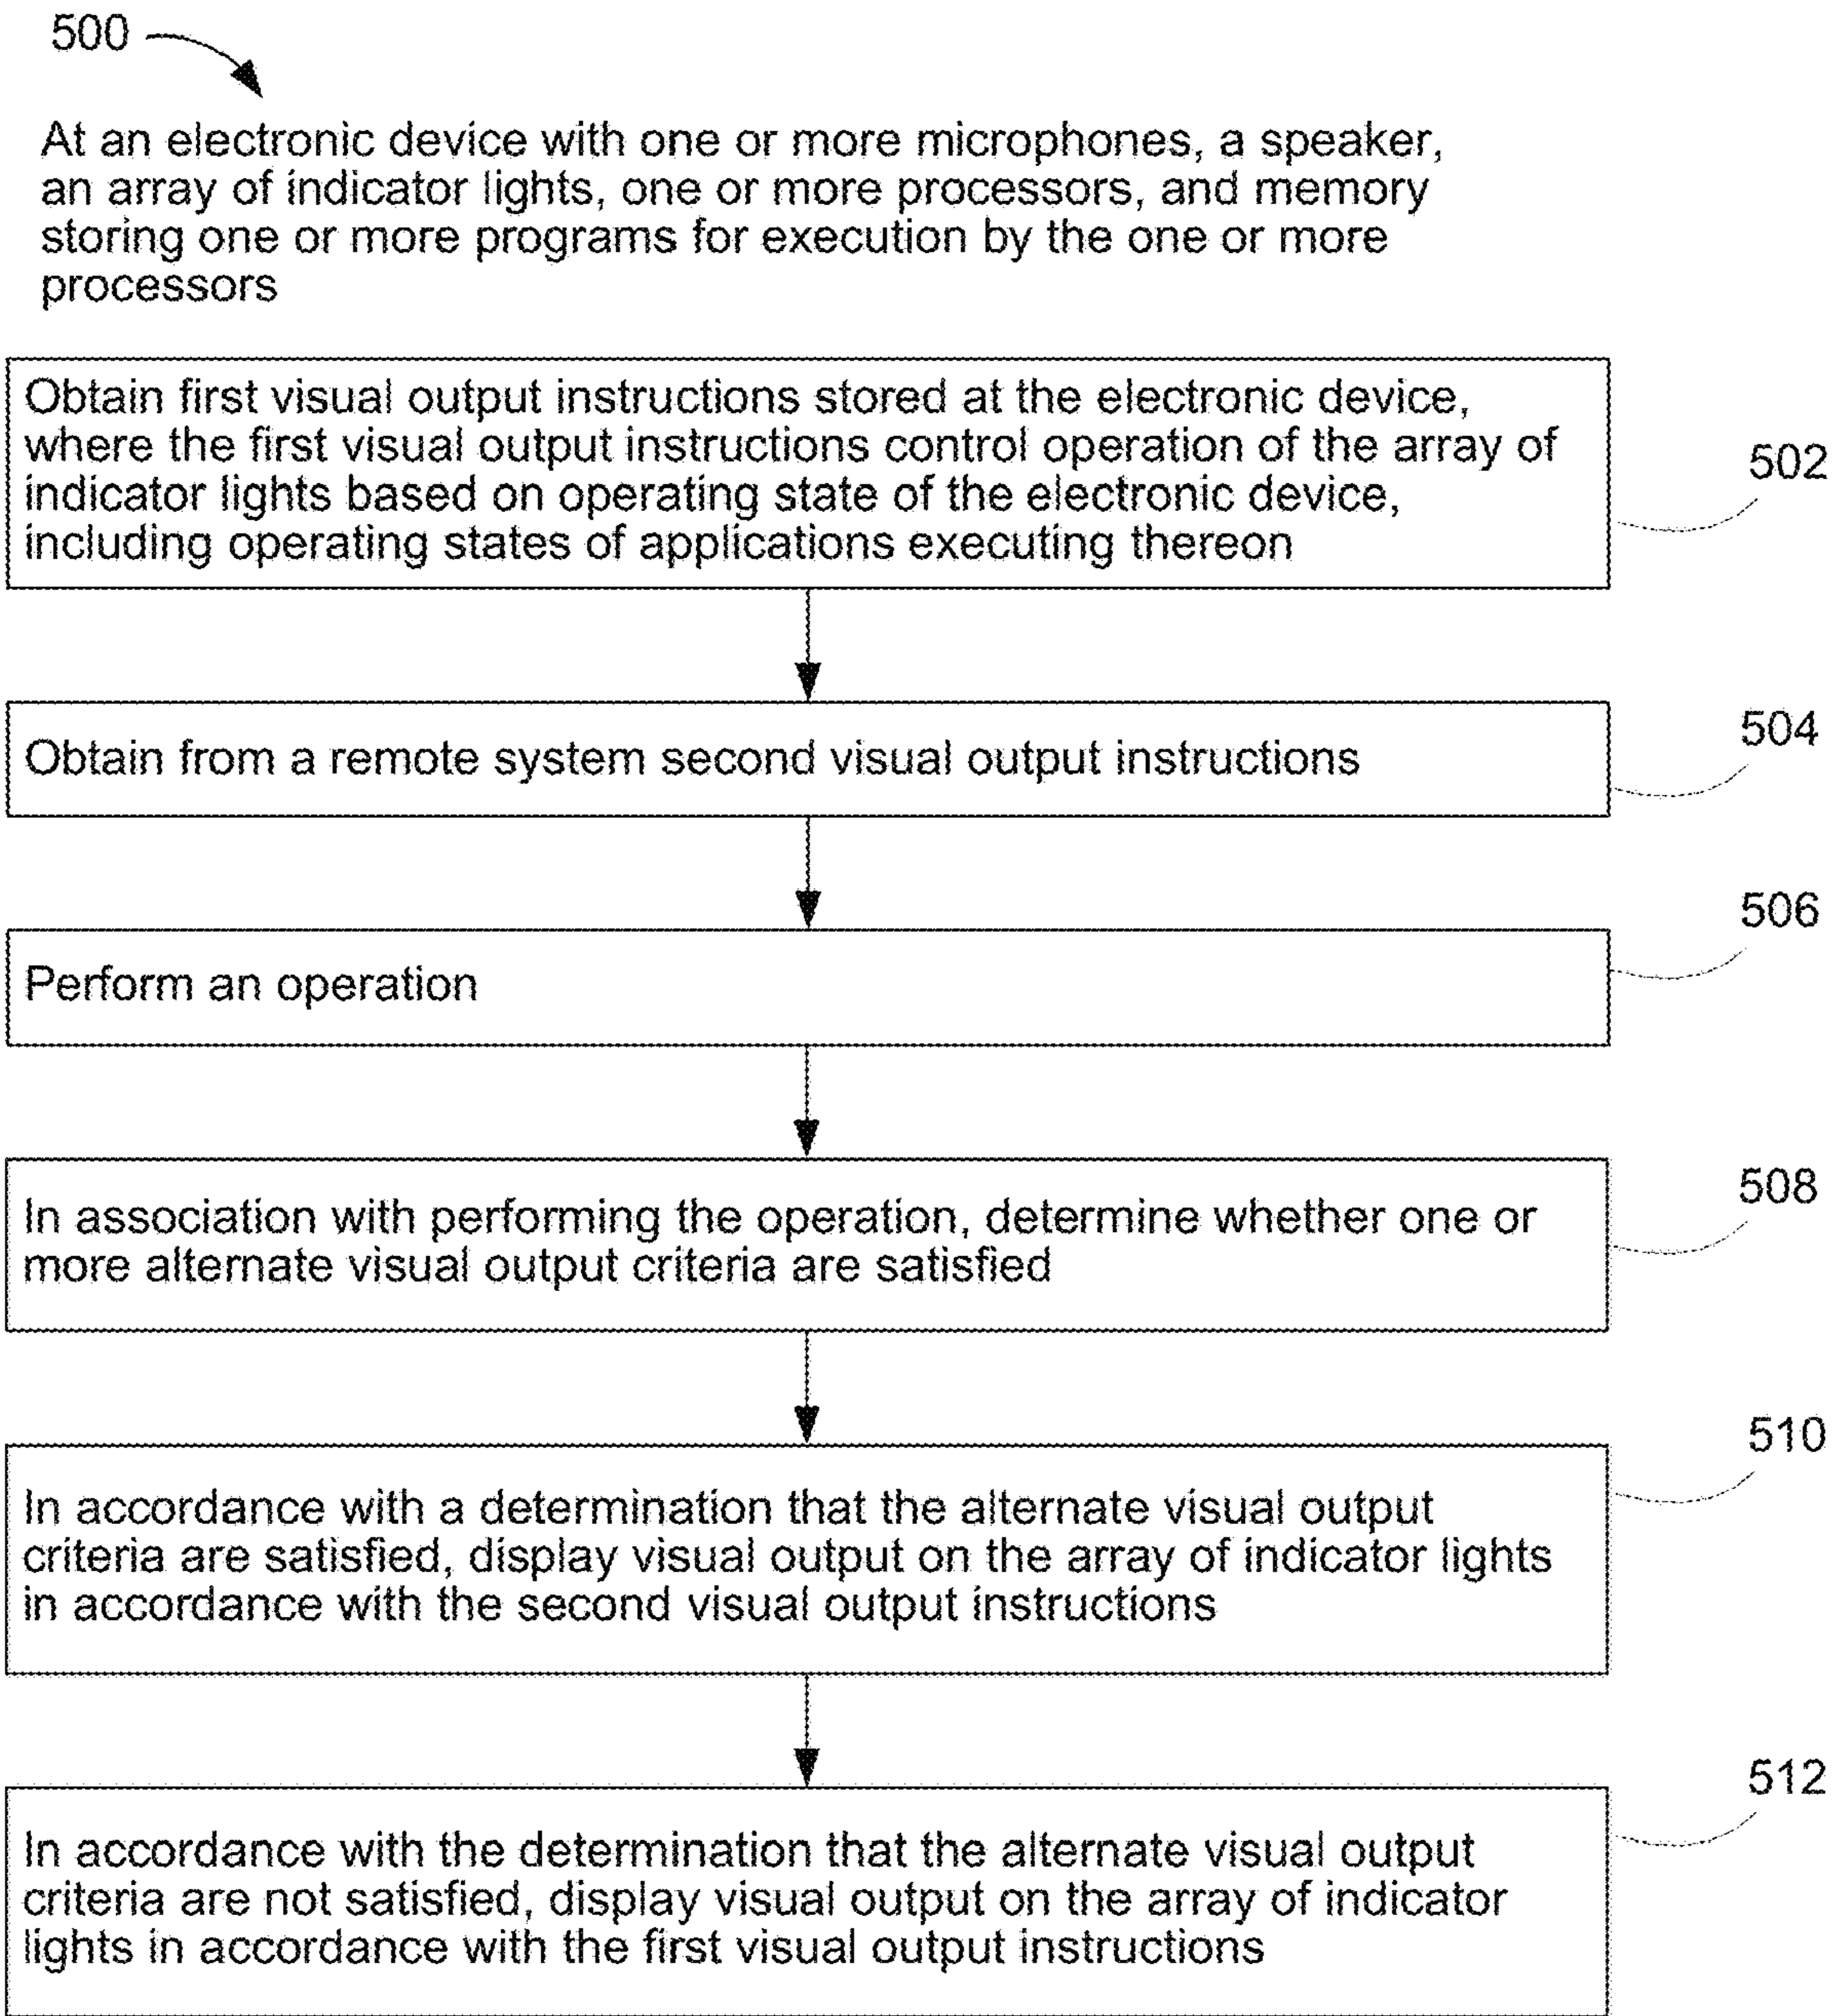 500
At an electronic device with one or more microphones, a speaker,
an array of indicator lights, one or more processors, and memory
storing one or more programs for execution by the one or more
processors
Obtain first visual output instructions stored at the electronic device,
where the first visual output instructions control operation of the array of
indicator lights based on operating state of the electronic device,
including operating states of applications executing thereon
502
Obtain from a remote system second visual output instructions
504
Perform an operation
506
In association with performing the operation, determine whether one or
more alternate visual output criteria are satisfied
508
In accordance with a determination that the alternate visual output
criteria are satisfied, display visual output on the array of indicator lights
in accordance with the second visual output instructions
510
In accordance with the determination that the alternate visual output
criteria are not satisfied, display visual output on the array of indicator
lights in accordance with the first visual output instructions
512